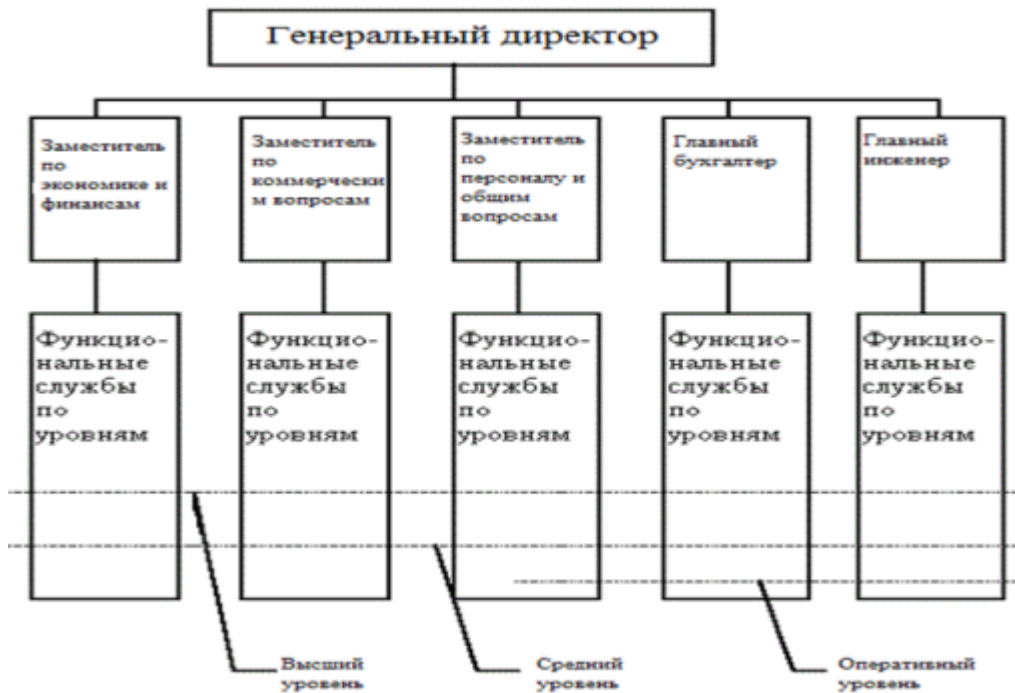 Генеральный директор
Заместитель
по
экономике и
финансам
Заместитель
по
коммерчески
м вопросам
Заместитель
по
персоналу и
общим
вопросам
Главный
бухгалтер
Главный
инженер
Функцио-
нальные
службы
по
уровням
Функцио-
нальные
службы
по
уровням
Функцио-
нальные
службы
по
уровням
Функцио-
нальные
службы
по
уровням
Функцио-
нальные
службы
по
уровням
Высший
уровень
Средний
уровень
Оперативный
уровень